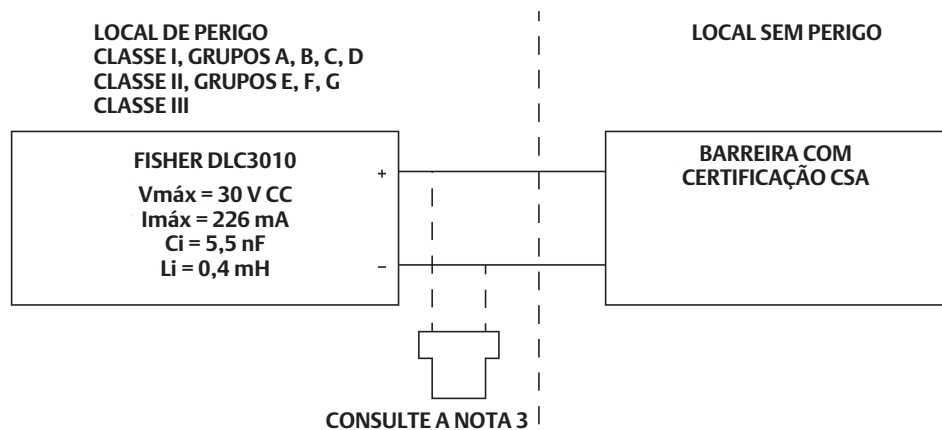 LOCAL DE PERIGO
CLASSE I, GRUPOS A, B, C, D
CLASSE II, GRUPOS E, F, G
CLASSE III
LOCAL SEM PERIGO
FISHER DLC3010
Vmáx = 30 V CC
Imáx = 226 mA
Ci = 5,5 nF
Li = 0,4 mH
+
−
BARREIRA COM
CERTIFICAÇÃO CSA
CONSULTE A NOTA 3